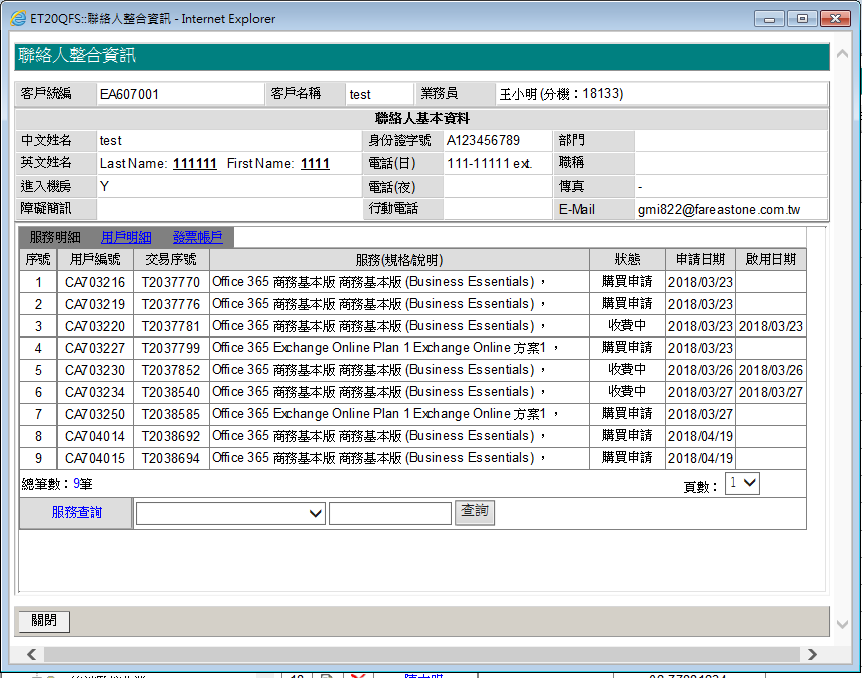 ET20QFS::聯絡人整合資訊 - Internet Explorer
聯絡人整合資訊
客戶統編 EA607001 客戶名稱 test 業務員 王小明(分機：18133)
聯絡人基本資料
中文姓名 test 身份證字號 A123456789 部門
英文姓名 Last Name: 111111 First Name: 1111 電話(日) 111-11111 ext. 職稱
進入機房 Y 電話(夜) 傳真 -
障礙簡訊 行動電話 E-Mail gmi822@fareastone.com.tw
服務明細 用戶明細 發票帳戶
序號 用戶編號 交易序號 服務(規格/說明) 狀態 申請日期 啟用日期
1 CA703216 T2037770 Office 365 商務基本版 商務基本版 (Business Essentials) ， 購買申請 2018/03/23
2 CA703219 T2037776 Office 365 商務基本版 商務基本版 (Business Essentials) ， 購買申請 2018/03/23
3 CA703220 T2037781 Office 365 商務基本版 商務基本版 (Business Essentials) ， 收費中 2018/03/23 2018/03/23
4 CA703227 T2037799 Office 365 Exchange Online Plan 1 Exchange Online 方案1 ， 購買申請 2018/03/23
5 CA703230 T2037852 Office 365 商務基本版 商務基本版 (Business Essentials) ， 收費中 2018/03/26 2018/03/26
6 CA703234 T2038540 Office 365 商務基本版 商務基本版 (Business Essentials) ， 收費中 2018/03/27 2018/03/27
7 CA703250 T2038585 Office 365 Exchange Online Plan 1 Exchange Online 方案1 ， 購買申請 2018/03/27
8 CA704014 T2038692 Office 365 商務基本版 商務基本版 (Business Essentials) ， 購買申請 2018/04/19
9 CA704015 T2038694 Office 365 商務基本版 商務基本版 (Business Essentials) ， 購買申請 2018/04/19
總筆數：9筆 頁數： 1
服務查詢 查詢
關閉